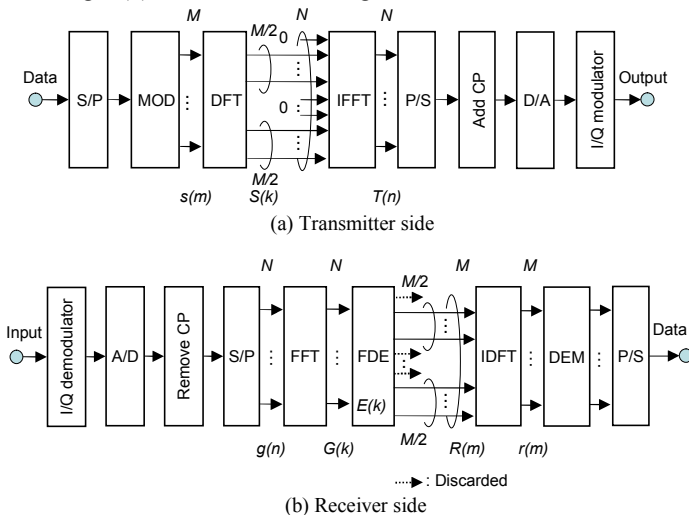 M
M/2
0
N
N
Data
S/P
MOD
DFT
0
IFFT
P/S
Add CP
D/A
I/Q modulator
Output
M/2
s(m)
S(k)
T(n)
(a) Transmitter side
N
N
M/2
M
M
Input
I/Q demodulator
A/D
Remove CP
S/P
FFT
FDE
E(k)
IDFT
DEM
P/S
Data
M/2
g(n)
G(k)
R(m)
r(m)
: Discarded
(b) Receiver side